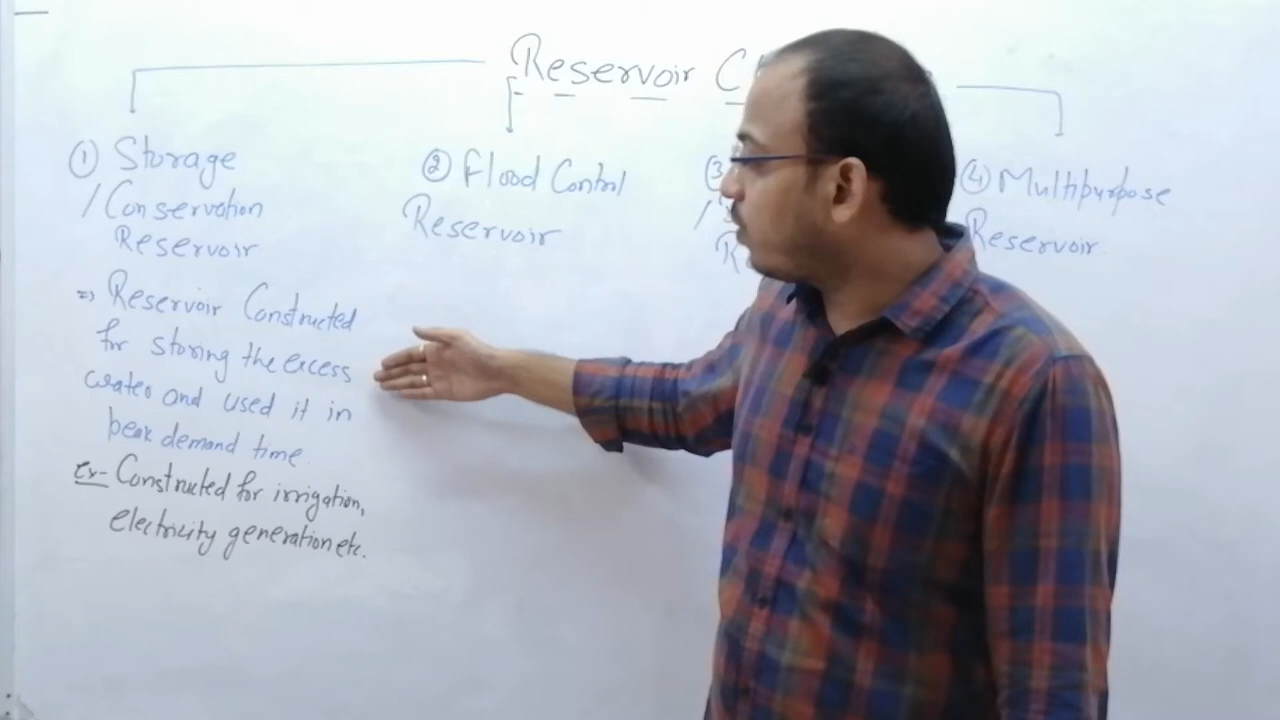 Reservoir
① Storage
/Conservation
Reservoir
⇒ Reservoir Constructed
for storing the excess
water and used it in
peak demand time.
Ex- Constructed for irrigation,
electricity generation etc.
② Flood Control
Reservoir
③
④ Multipurpose
Reservoir